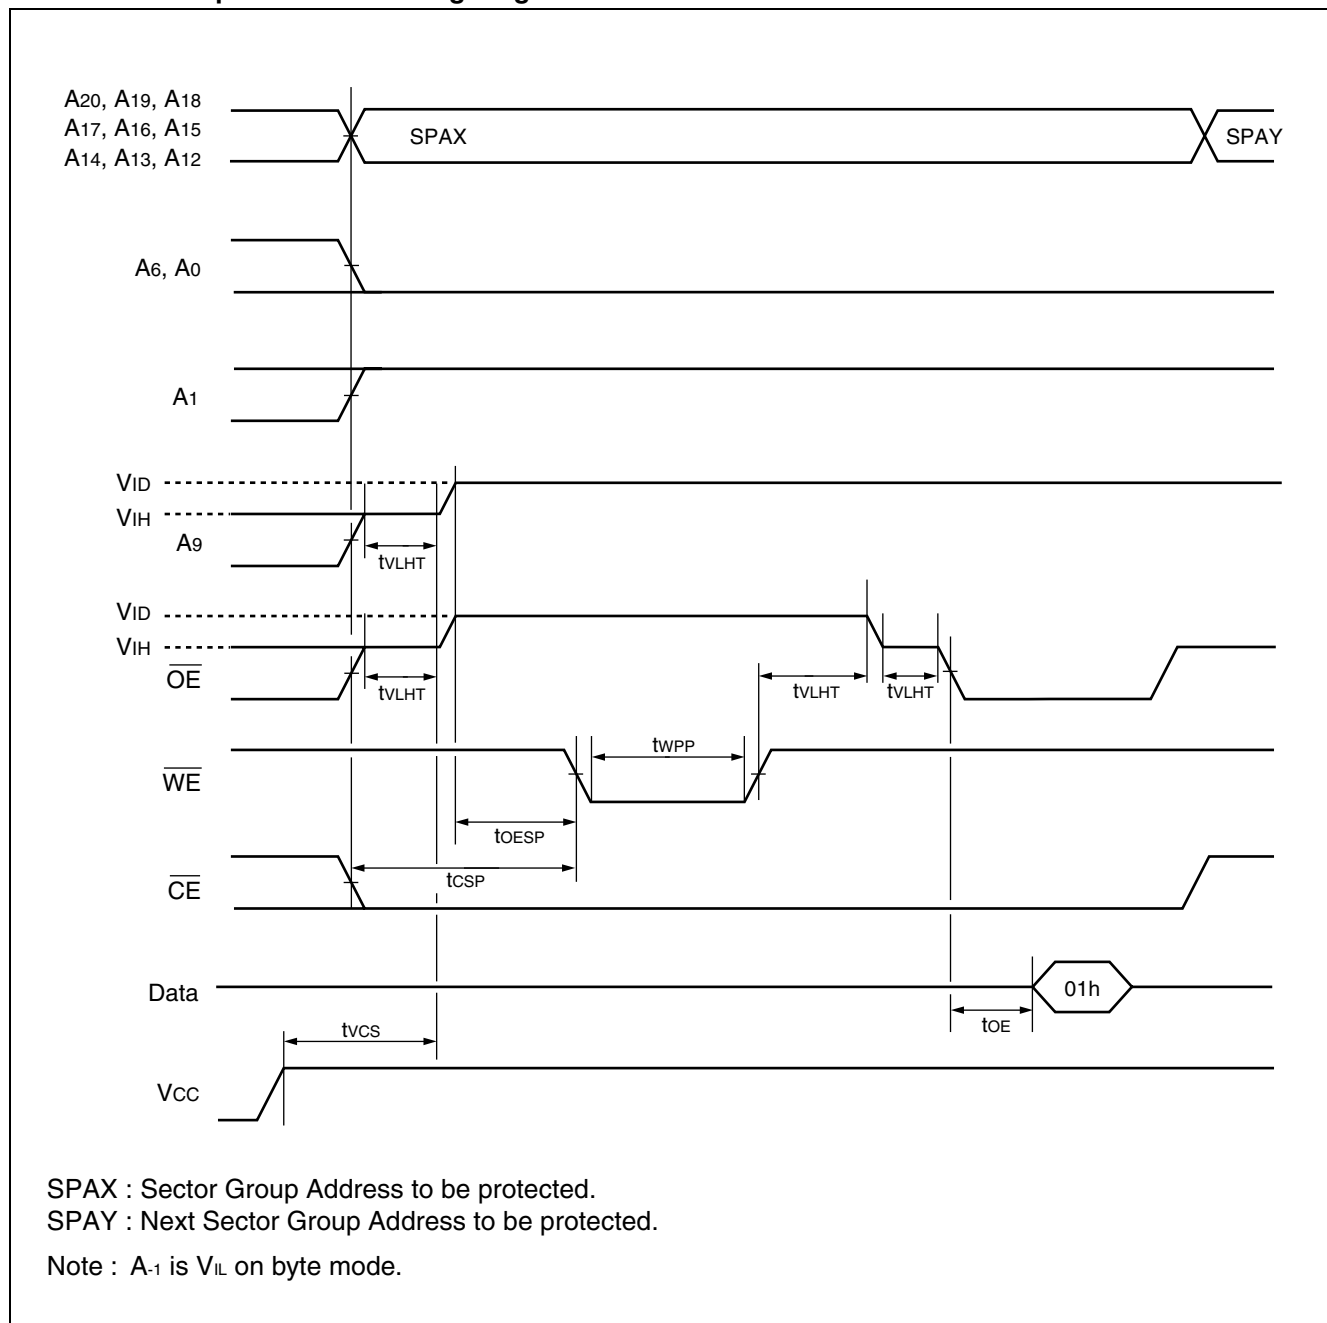 A20, A19, A18
A17, A16, A15
A14, A13, A12
SPAX
SPAY
A6, A0
A1
VID
VIH
A9
tVLHT
VID
VIH
OE
tVLHT
tVLHT
tVLHT
WE
tWPP
tOESP
tCSP
CE
Data
01h
tOE
tVCS
VCC
SPAX : Sector Group Address to be protected.
SPAY : Next Sector Group Address to be protected.
Note : A-1 is VIL on byte mode.